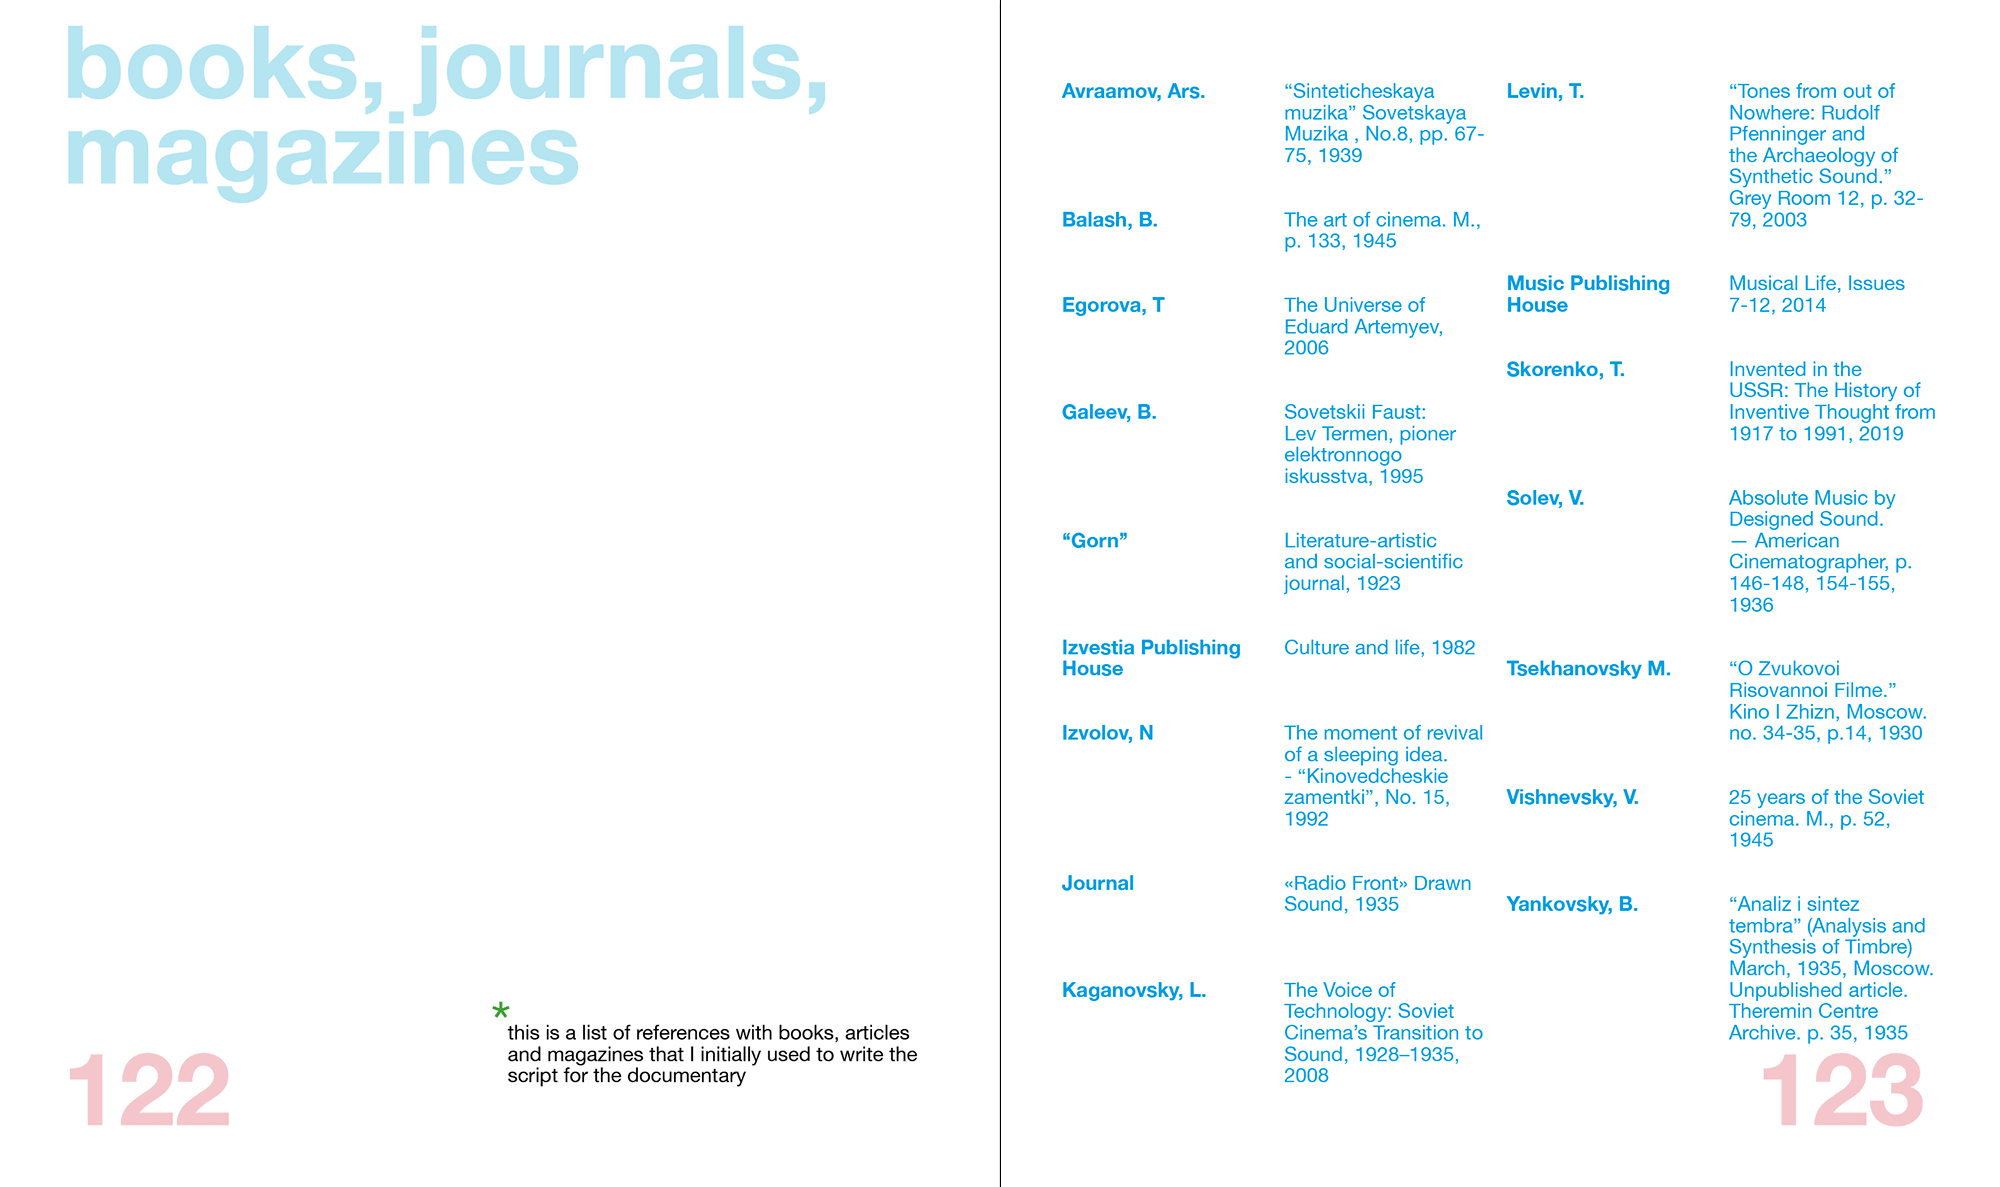 books, journals,
magazines
*
this is a list of references with books, articles
and magazines that I initially used to write the
script for the documentary
122
Avraamov, Ars.
“Sinteticheskaya
muzika” Sovetskaya
Muzika , No.8, pp. 67-
75, 1939
Balash, B.
The art of cinema. M.,
p. 133, 1945
Egorova, T
The Universe of
Eduard Artemyev,
2006
Galeev, B.
Sovetskii Faust:
Lev Termen, pioner
elektronnogo
iskusstva, 1995
“Gorn”
Literature-artistic
and social-scientific
journal, 1923
Izvestia Publishing
House
Culture and life, 1982
Izvolov, N
The moment of revival
of a sleeping idea.
- “Kinovedcheskie
zamentki”, No. 15,
1992
Journal
«Radio Front» Drawn
Sound, 1935
Kaganovsky, L.
The Voice of
Technology: Soviet
Cinema’s Transition to
Sound, 1928–1935,
2008
Levin, T.
“Tones from out of
Nowhere: Rudolf
Pfenninger and
the Archaeology of
Synthetic Sound.”
Grey Room 12, p. 32-
79, 2003
Music Publishing
House
Musical Life, Issues
7-12, 2014
Skorenko, T.
Invented in the
USSR: The History of
Inventive Thought from
1917 to 1991, 2019
Solev, V.
Absolute Music by
Designed Sound.
— American
Cinematographer, p.
146-148, 154-155,
1936
Tsekhanovsky M.
“O Zvukovoi
Risovannoi Filme.”
Kino I Zhizn, Moscow.
no. 34-35, p.14, 1930
Vishnevsky, V.
25 years of the Soviet
cinema. M., p. 52,
1945
Yankovsky, B.
“Analiz i sintez
tembra” (Analysis and
Synthesis of Timbre)
March, 1935, Moscow.
Unpublished article.
Theremin Centre
Archive. p. 35, 1935
123